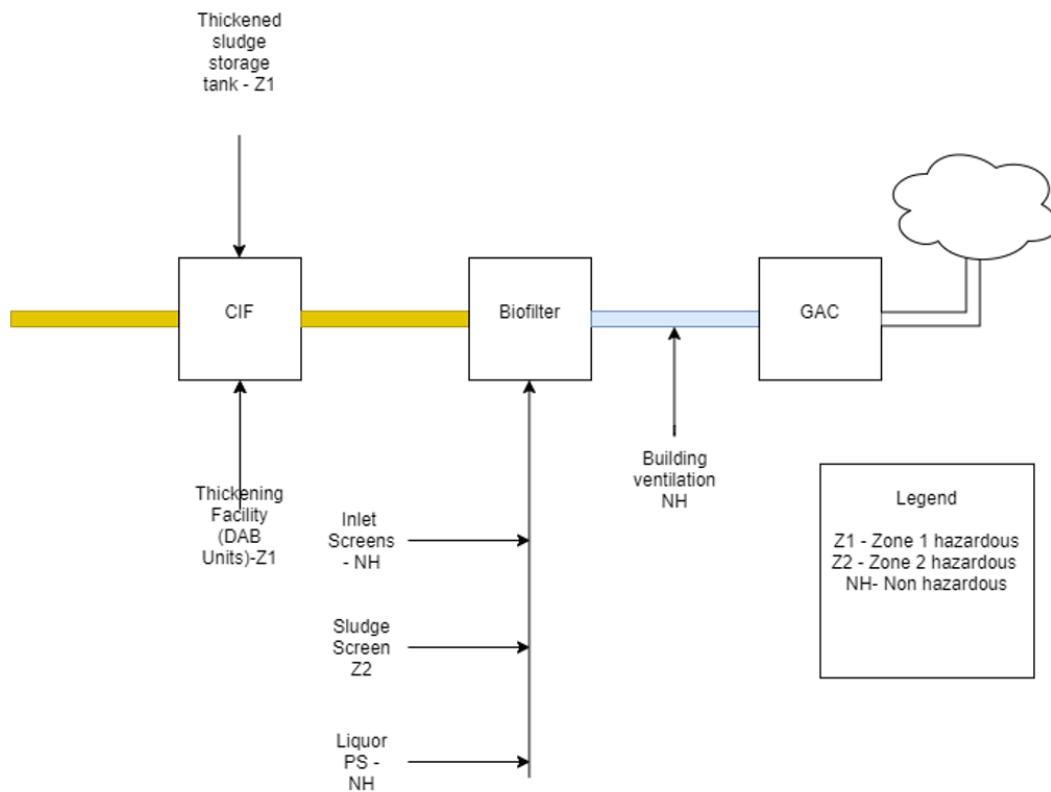 Thickened
sludge
storage
tank - Z1
CIF
Biofilter
GAC
Thickening
Facility
(DAB
Units)-Z1
Building
ventilation
NH
Inlet
Screens
- NH
Sludge
Screen
Z2
Liquor
PS -
NH
Legend
Z1 - Zone 1 hazardous
Z2 - Zone 2 hazardous
NH- Non hazardous